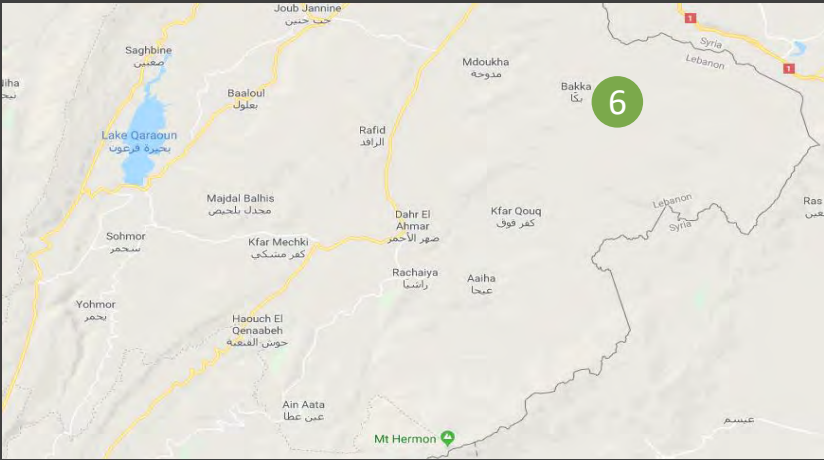 Joub Jannine
جب جنين
1
Syria
Lebanon
1
Saghbine
صغبين
Mdoukha
مدوخة
Bakka
بكا
6
Baaloul
بعلول
Rafid
الرافد
Lake Qaraoun
بحيرة قرعون
Majdal Balhis
مجدل بلحيص
Dahr El
Ahmar
ضهر الأحمر
Kfar Qouq
كفر قوق
Lebanon
Syria
Ras
Sohmor
سحمر
Kfar Mechki
كفر مشكي
Rachaiya
راشيا
Aaiha
عيحا
Yohmor
يحمر
Haouch El
Qenaabeh
حوش القنعبة
Ain Aata
عين عطا
عيسم
Mt Hermon